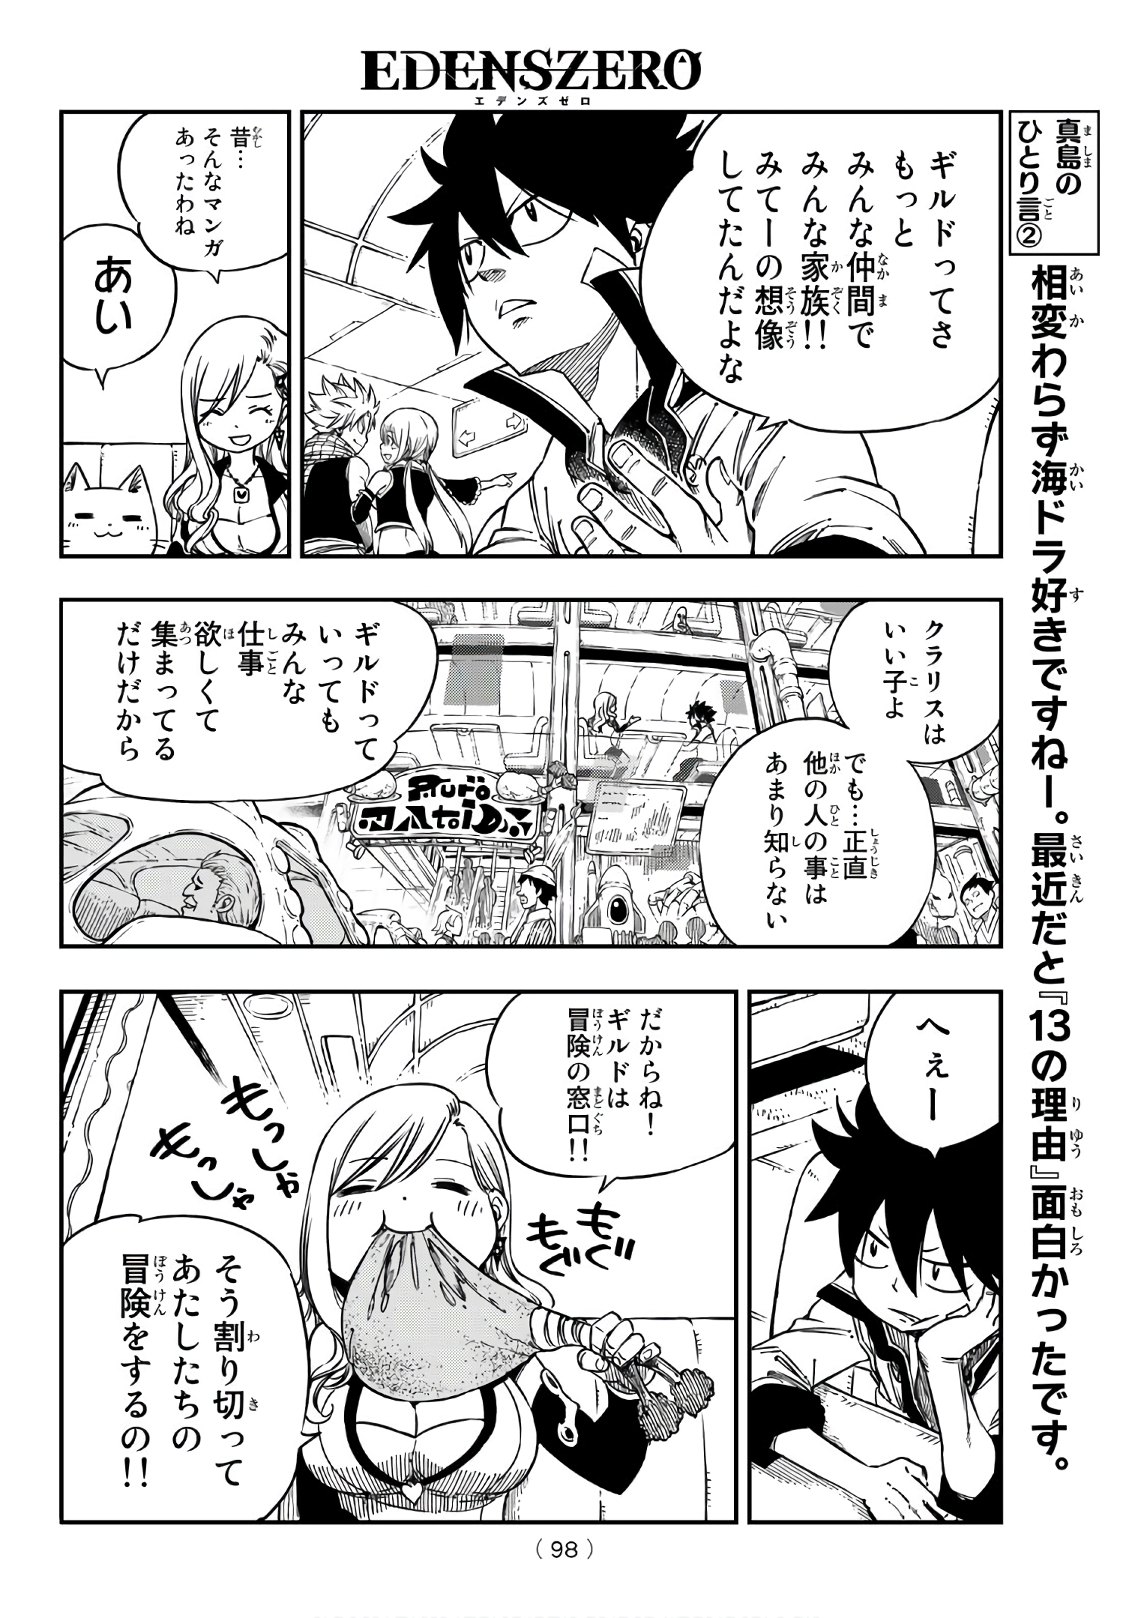 EDENSZERO
エデンズゼロ
真島の
ひとり言②
相変わらず海ドラ好きですねー。最近だと『13の理由』面白かったです。
ギルドってさ
もっと
みんな仲間で
みんな家族!!
みてーの想像
してたんだよな
昔…
そんなマンガ
あったわね
あい
クラリスは
いい子よ
でも…正直
他の人の事は
あまり知らない
ギルドって
いっても
みんな
仕事
欲しくて
集まってる
だけだから
へぇー
だからね!
ギルドは
冒険の窓口!!
もぐもぐ
もっしゃ
もっしゃ
そう割り切って
あたしたちの
冒険をするの!!
(98)